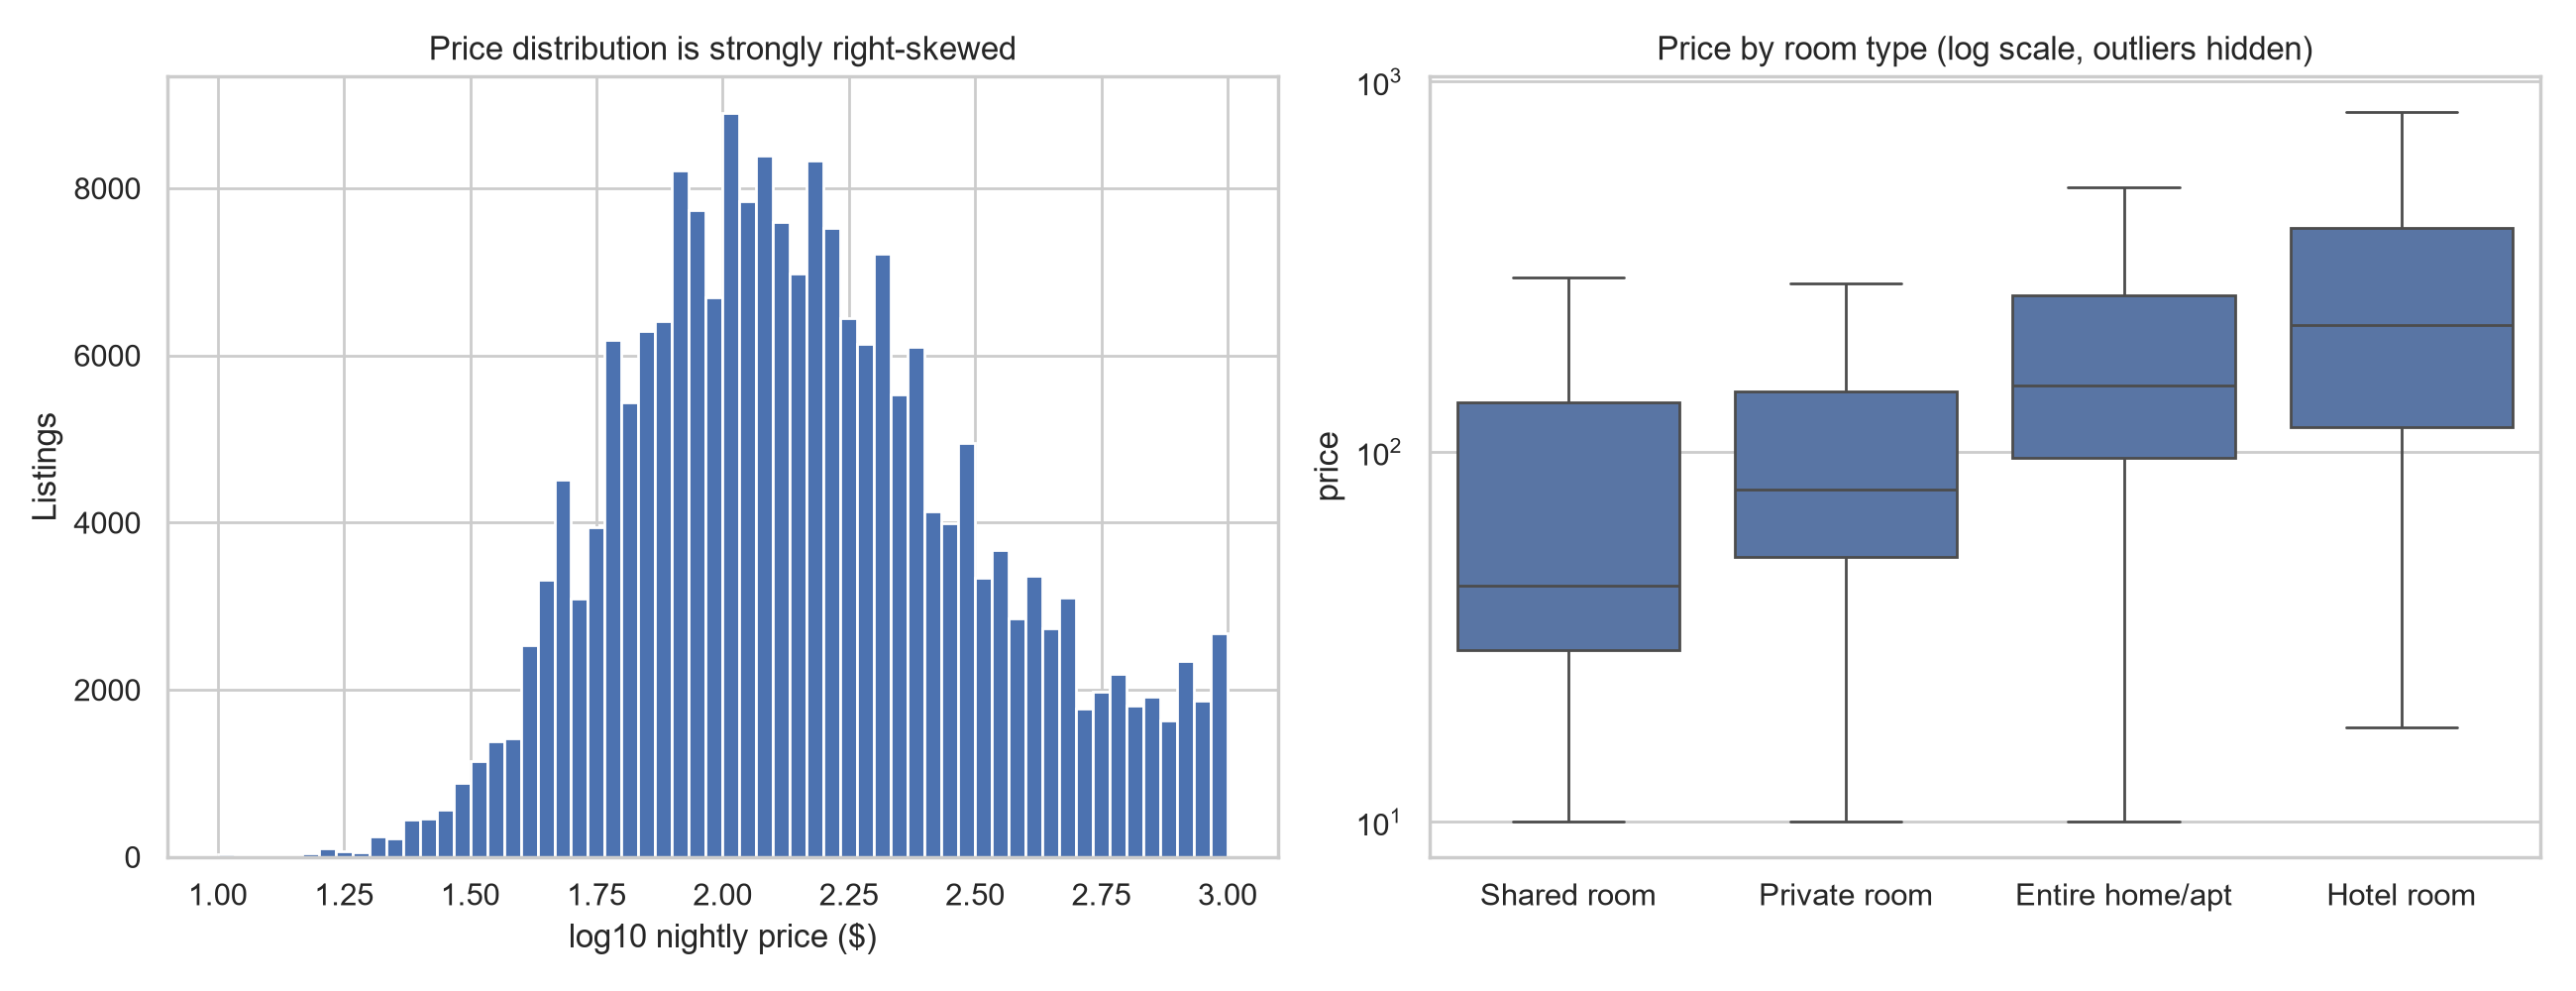 Price distribution is strongly right-skewed
Listings
8000
6000
4000
2000
0
1.00 1.25 1.50 1.75 2.00 2.25 2.50 2.75 3.00
log10 nightly price ($)
Price by room type (log scale, outliers hidden)
price
10³
10²
10¹
Shared room Private room Entire home/apt Hotel room